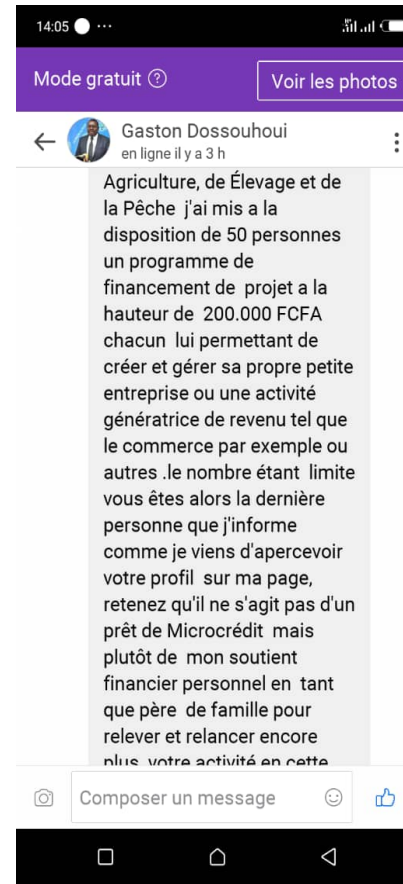 14:05
Mode gratuit ?
Voir les photos
Gaston Dossouhoui
en ligne il y a 3 h
Agriculture, de Élevage et de
la Pêche j'ai mis a la
disposition de 50 personnes
un programme de
financement de projet a la
hauteur de 200.000 FCFA
chacun lui permettant de
créer et gérer sa propre petite
entreprise ou une activité
génératrice de revenu tel que
le commerce par exemple ou
autres .le nombre étant limite
vous êtes alors la dernière
personne que j'informe
comme je viens d'apercevoir
votre profil sur ma page,
retenez qu'il ne s'agit pas d'un
prêt de Microcrédit mais
plutôt de mon soutient
financier personnel en tant
que père de famille pour
relever et relancer encore
plus votre activité en cette
Composer un message